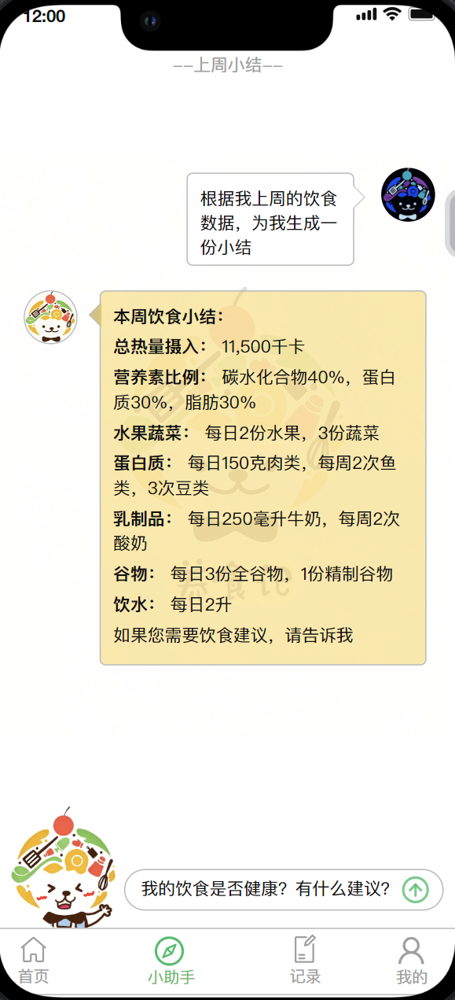 12:00
--上周小结--
根据我上周的饮食
数据，为我生成一
份小结
本周饮食小结：
总热量摄入： 11,500千卡
营养素比例： 碳水化合物40%，蛋白
质30%，脂肪30%
水果蔬菜： 每日2份水果，3份蔬菜
蛋白质： 每日150克肉类，每周2次鱼
类，3次豆类
乳制品： 每日250毫升牛奶，每周2次
酸奶
谷物： 每日3份全谷物，1份精制谷物
饮水： 每日2升
如果您需要饮食建议，请告诉我
我的饮食是否健康？有什么建议？
首页
小助手
记录
我的